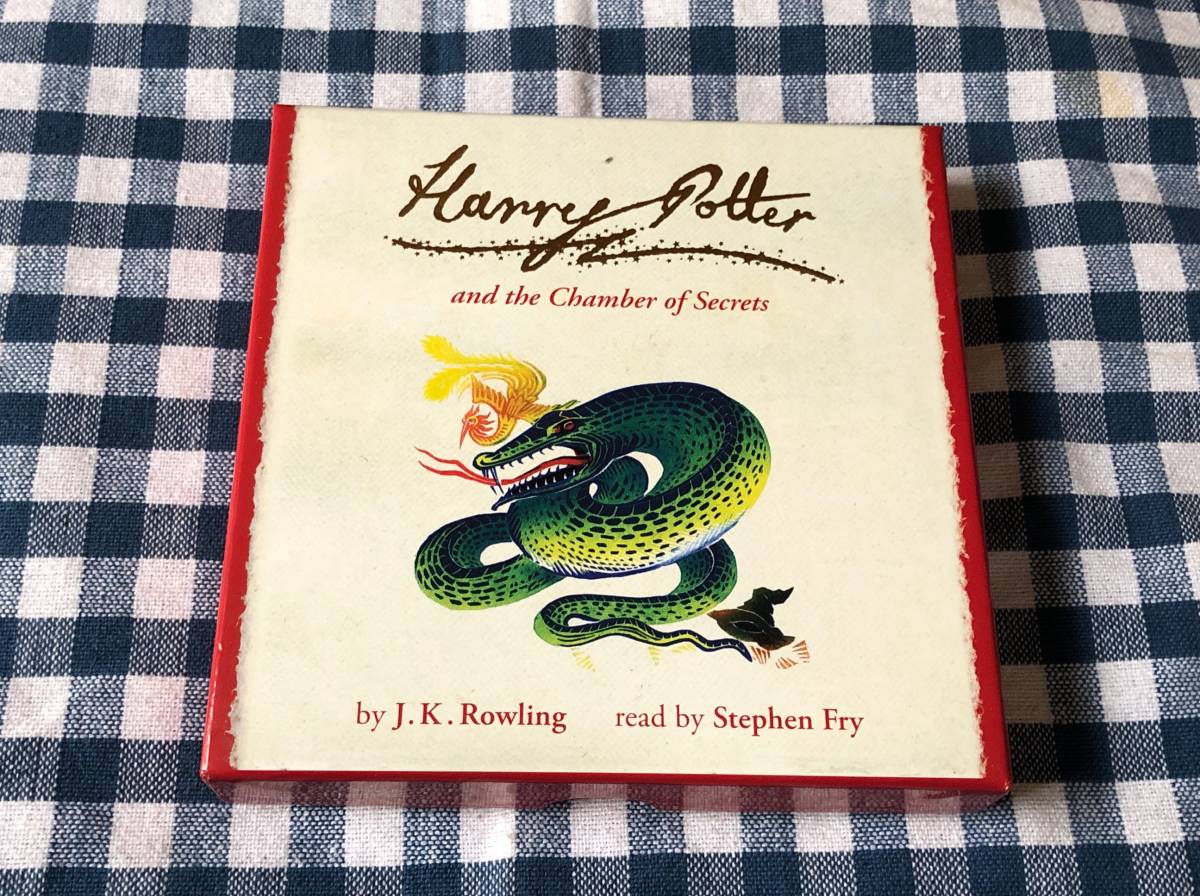 Harry Potter
and the Chamber of Secrets
by J. K. Rowling read by Stephen Fry